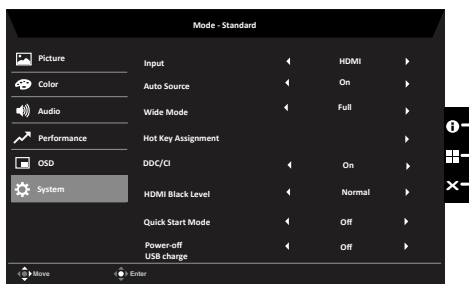 Mode - Standard
Picture
Color
Audio
Performance
OSD
System
Input HDMI
Auto Source On
Wide Mode Full
Hot Key Assignment
DDC/CI On
HDMI Black Level Normal
Quick Start Mode Off
Power-off Off
USB charge
Move Enter